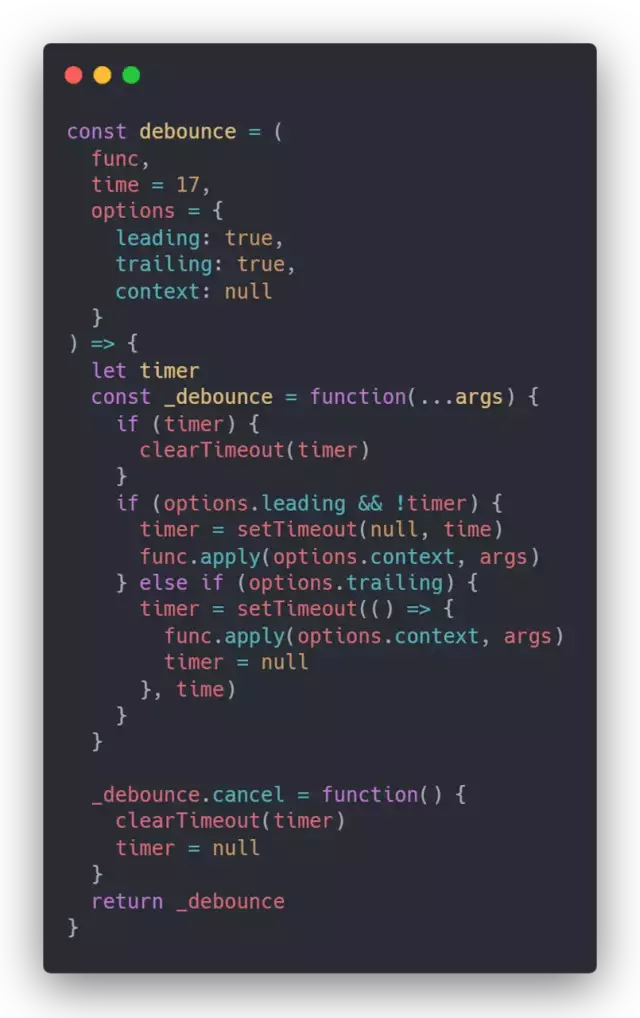 const debounce = (
  func,
  time = 17,
  options = {
    leading: true,
    trailing: true,
    context: null
  }
) => {
  let timer
  const _debounce = function(...args) {
    if (timer) {
      clearTimeout(timer)
    }
    if (options.leading && !timer) {
      timer = setTimeout(null, time)
      func.apply(options.context, args)
    } else if (options.trailing) {
      timer = setTimeout(() => {
        func.apply(options.context, args)
        timer = null
      }, time)
    }
  }

  _debounce.cancel = function() {
    clearTimeout(timer)
    timer = null
  }
  return _debounce
}